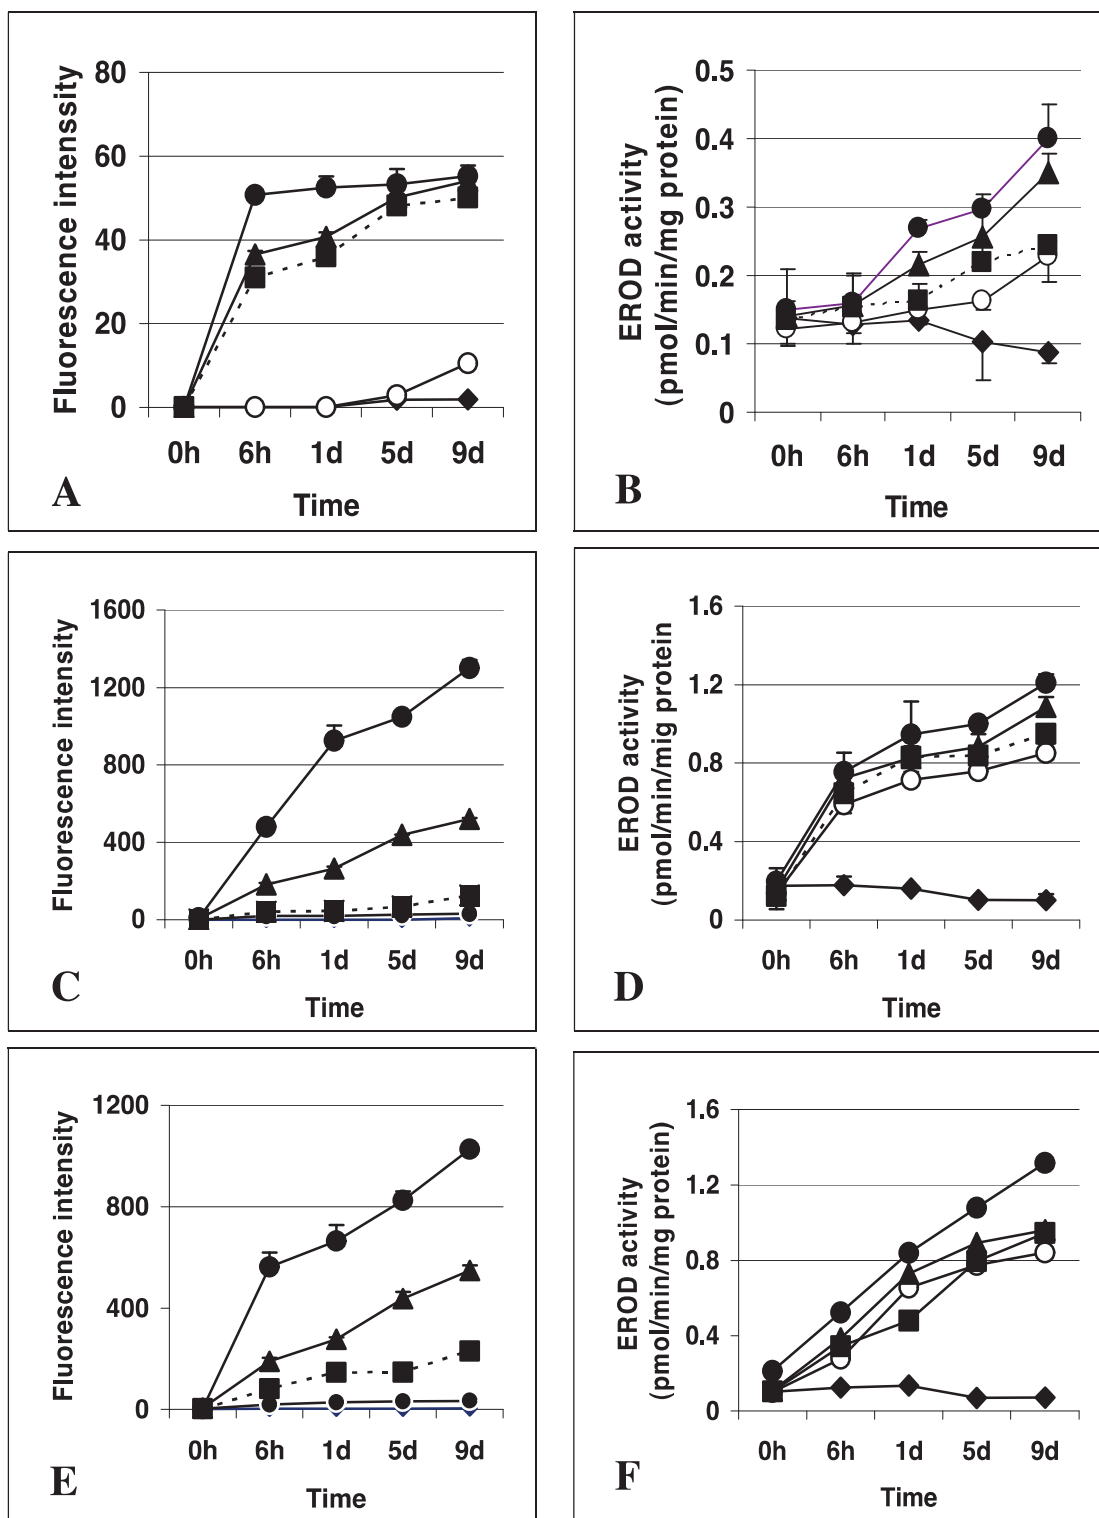 Fluorescence intenssity
80
60
40
20
0
0h 6h 1d 5d 9d
Time
A
EROD activity
(pmol/min/mg protein)
0.5
0.4
0.3
0.2
0.1
0
0h 6h 1d 5d 9d
Time
B
Fluorescence intensity
1600
1200
800
400
0
0h 6h 1d 5d 9d
Time
C
EROD activity
(pmol/min/mig protein
1.6
1.2
0.8
0.4
0
0h 6h 1d 5d 9d
Time
D
Fluorescence intensity
1200
800
400
0
0h 6h 1d 5d 9d
Time
E
EROD activity
(pmol/min/mg protein)
1.6
1.2
0.8
0.4
0
0h 6h 1d 5d 9d
Time
F